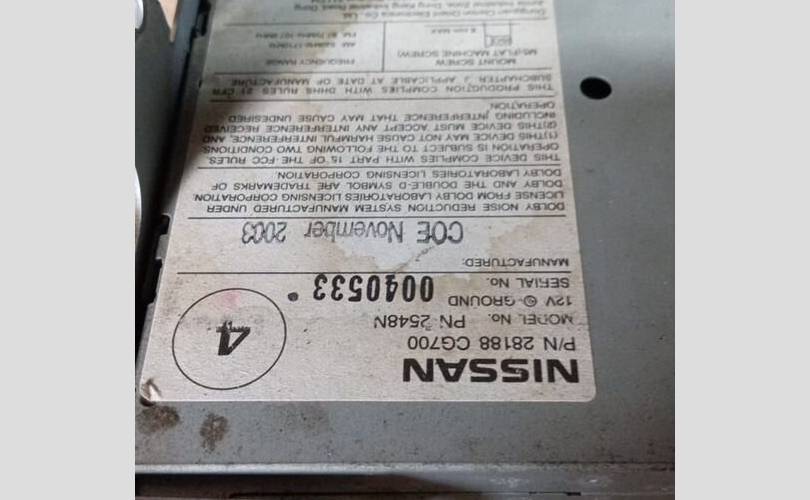 NISSAN
P/N 28188 CG700
MODEL No. PN 2548N
12V ⊖ GROUND
SERIAL No. 0040533
4
MANUFACTURED:
COE November 2003
DOLBY NOISE REDUCTION SYSTEM MANUFACTURED UNDER
LICENSE FROM DOLBY LABORATORIES LICENSING CORPORATION.
DOLBY AND THE DOUBLE-D SYMBOL ARE TRADEMARKS OF
DOLBY LABORATORIES LICENSING CORPORATION.
THIS DEVICE COMPLIES WITH PART 15 OF THE FCC RULES.
OPERATION IS SUBJECT TO THE FOLLOWING TWO CONDITIONS.
(1)THIS DEVICE MAY NOT CAUSE HARMFUL INTERFERENCE, AND
(2)THIS DEVICE MUST ACCEPT ANY INTERFERENCE RECEIVED
INCLUDING INTERFERENCE THAT MAY CAUSE UNDESIRED
OPERATION.
THIS PRODUCTION COMPLIES WITH DHHS RULES 21 CFR
SUBCHAPTER J APPLICABLE AT DATE OF MANUFACTURE.
MOUNT SCREW
M5(FLAT MACHINE SCREW)
FREQUENCY RANGE